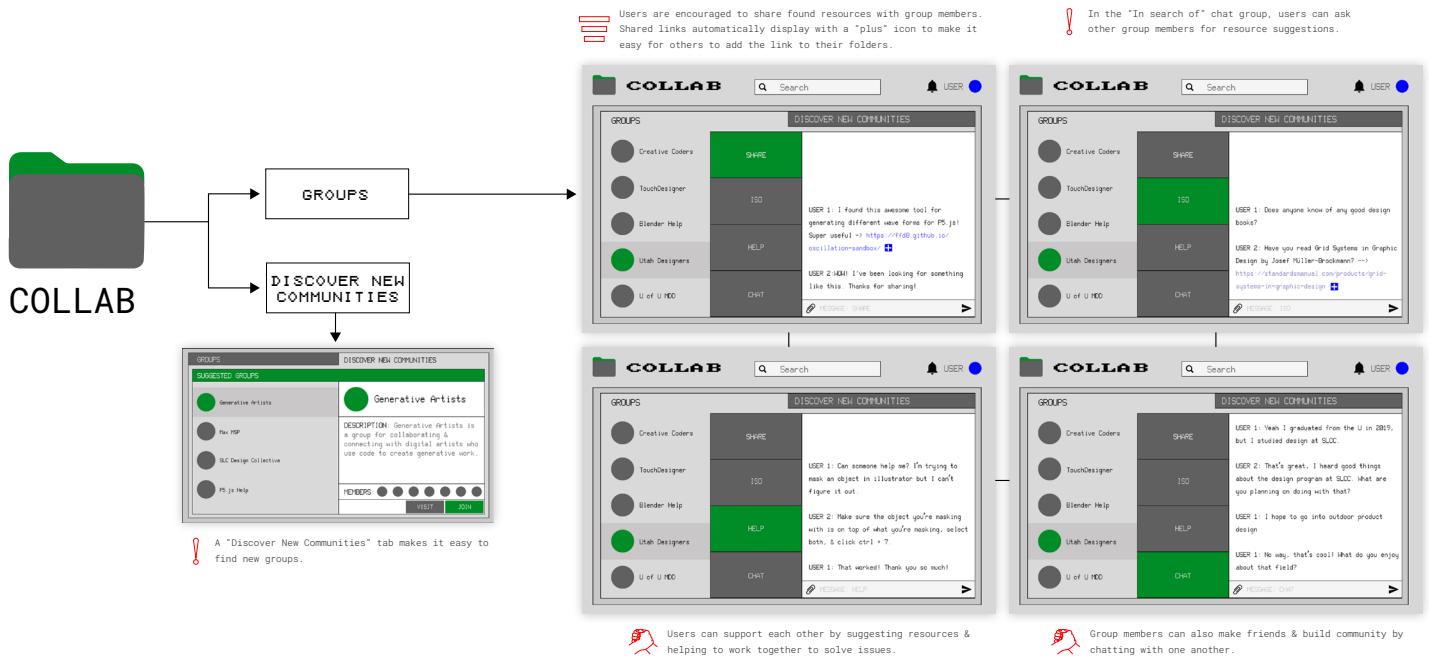 Users are encouraged to share found resources with group members.
Shared links automatically display with a "plus" icon to make it
easy for others to add the link to their folders.
In the "In search of" chat group, users can ask
other group members for resource suggestions.
COLLAB
GROUPS
DISCOVER NEW
COMMUNITIES
GROUPS
DISCOVER NEW COMMUNITIES
SUGGESTED GROUPS
Generative Artists
Max MSP
SLC Design Collective
P5.js Help
Generative Artists
DESCRIPTION: Generative Artists is
a group for collaborating &
connecting with digital artists who
use code to create generative work.
MEMBERS:
VISIT
JOIN
A "Discover New Communities" tab makes it easy to
find new groups.
COLLAB
Search
USER
GROUPS
DISCOVER NEW COMMUNITIES
Creative Coders
TouchDesigner
Blender Help
Utah Designers
U of U MDD
SHARE
ISO
HELP
CHAT
USER 1: I found this awesome tool for
generating different wave forms for P5.js!
Super useful -> https://ffd8.github.io/
oscillation-sandbox/
USER 2:WOW! I've been looking for something
like this. Thanks for sharing!
MESSAGE: SHARE
COLLAB
Search
USER
GROUPS
DISCOVER NEW COMMUNITIES
Creative Coders
TouchDesigner
Blender Help
Utah Designers
U of U MDD
SHARE
ISO
HELP
CHAT
USER 1: Does anyone know of any good design
books?
USER 2: Have you read Grid Systems in Graphic
Design by Josef Müller-Brockmann? -->
https://standardsmanual.com/products/grid-
systems-in-graphic-design
MESSAGE: ISO
COLLAB
Search
USER
GROUPS
DISCOVER NEW COMMUNITIES
Creative Coders
TouchDesigner
Blender Help
Utah Designers
U of U MDD
SHARE
ISO
HELP
CHAT
USER 1: Can someone help me? I'm trying to
mask an object in illustrator but I can't
figure it out.
USER 2: Make sure the object you're masking
with is on top of what you're masking, select
both, & click ctrl + 7.
USER 1: That worked! Thank you so much!
MESSAGE: HELP
COLLAB
Search
USER
GROUPS
DISCOVER NEW COMMUNITIES
Creative Coders
TouchDesigner
Blender Help
Utah Designers
U of U MDD
SHARE
ISO
HELP
CHAT
USER 1: Yeah I graduated from the U in 2019,
but I studied design at SLCC.
USER 2: That's great, I heard good things
about the design program at SLCC. What are
you planning on doing with that?
USER 1: I hope to go into outdoor product
design
USER 1: No way, that's cool! What do you enjoy
about that field?
MESSAGE: CHAT
Users can support each other by suggesting resources &
helping to work together to solve issues.
Group members can also make friends & build community by
chatting with one another.